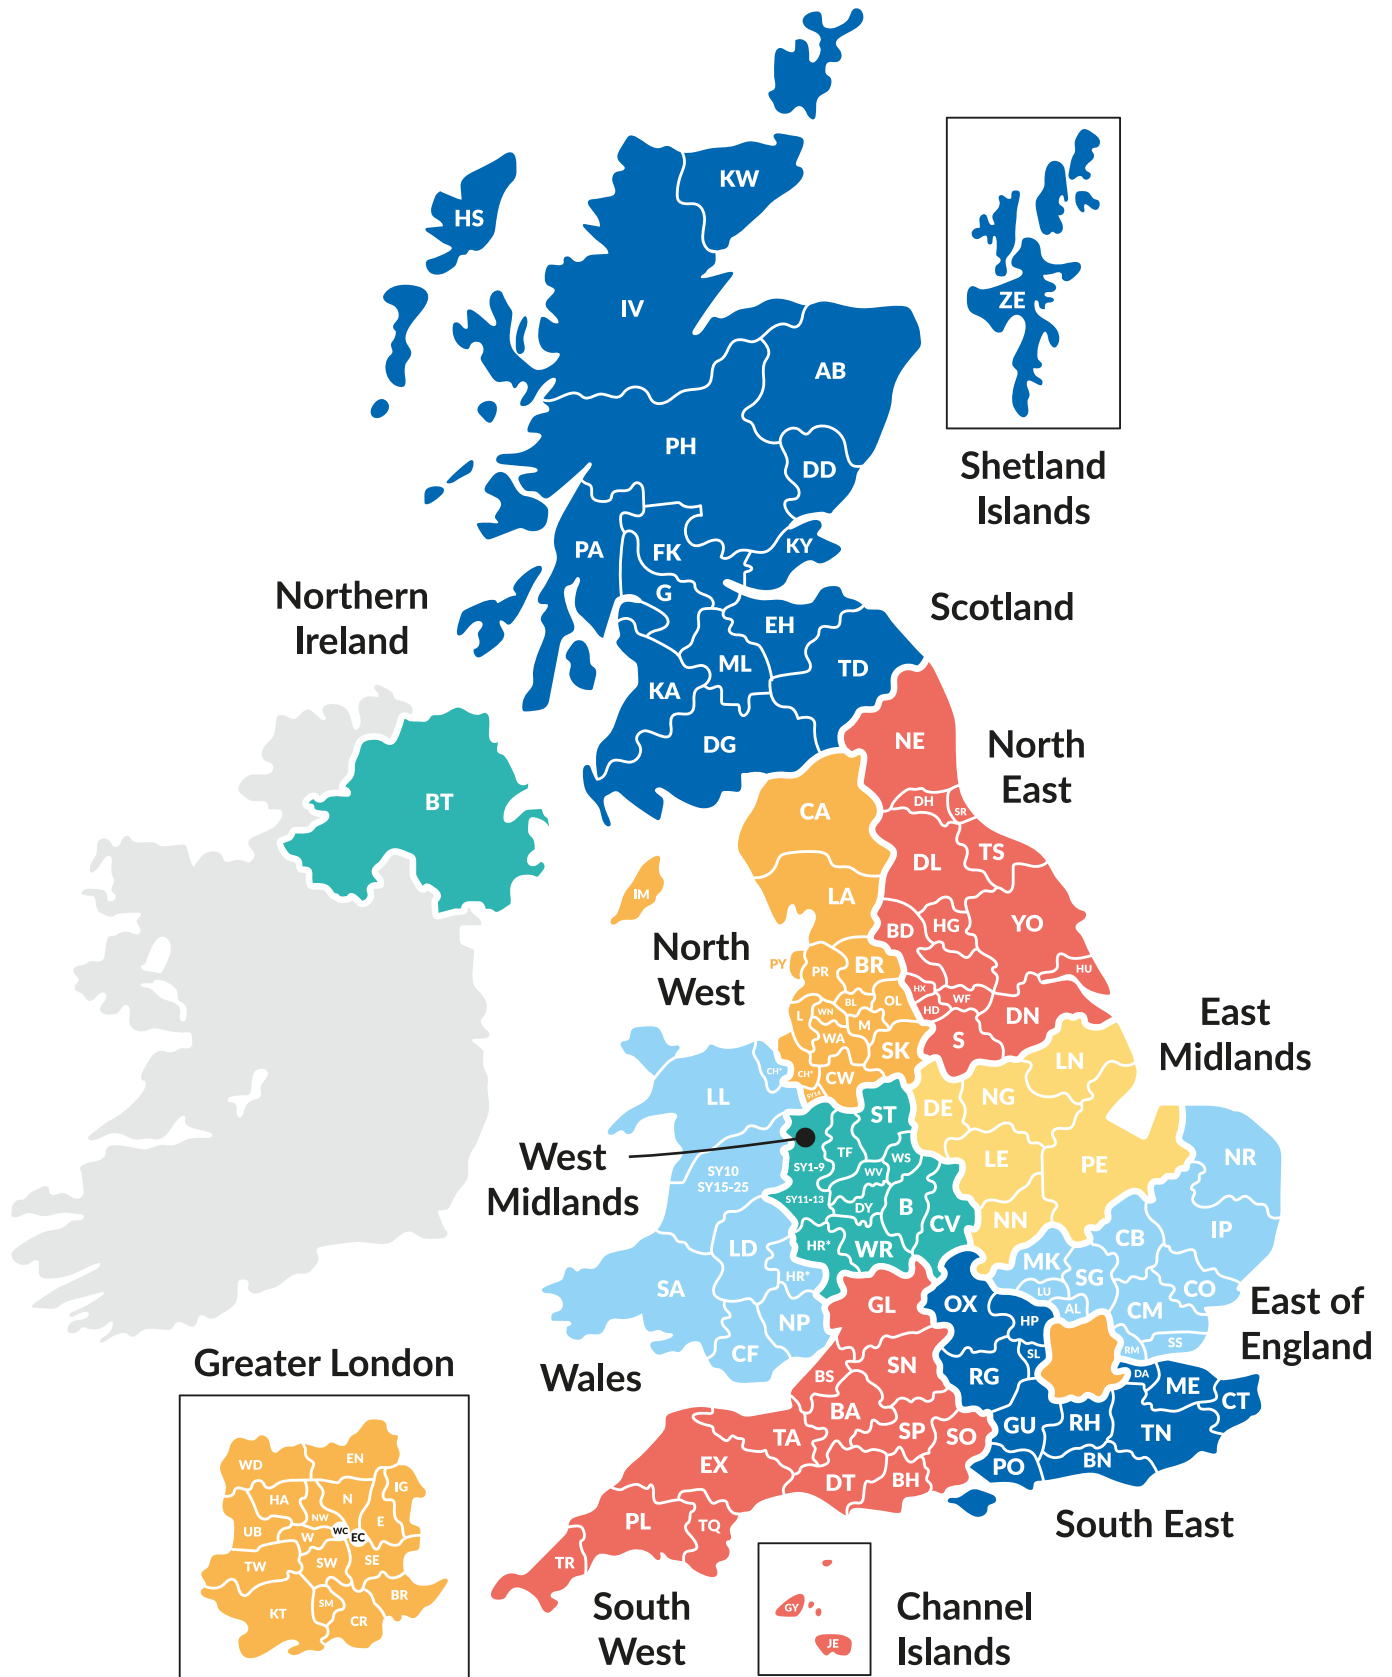 KW
HS
IV
ZE
AB
PH
DD
Shetland
Islands
PA
FK
KY
G
Northern
Ireland
Scotland
EH
ML
TD
KA
DG
NE
North
East
BT
CA
DH
SR
DL
TS
IM
LA
BD
HG
YO
North
West
PY
PR
BR
HU
HX
WF
HD
BL
OL
L
WN
M
DN
East
Midlands
WA
SK
S
CH*
CH*
CW
SY14
LL
LN
NG
DE
ST
West
Midlands
TF
WS
SY1-9
WV
LE
PE
NR
SY10
SY15-25
SY11-13
DY
B
CV
NN
CB
IP
LD
HR*
WR
HR*
MK
SG
SA
LU
AL
CO
CM
East of
England
GL
OX
HP
NP
CF
SL
RM
SS
Greater London
Wales
SN
BS
RG
DA
ME
CT
BA
GU
RH
TN
TA
SP
SO
EX
PO
BN
DT
BH
PL
TQ
South East
TR
WD
EN
HA
N
IG
NW
E
UB
W
WC
EC
TW
SW
SE
KT
SM
CR
BR
GY
JE
South
West
Channel
Islands